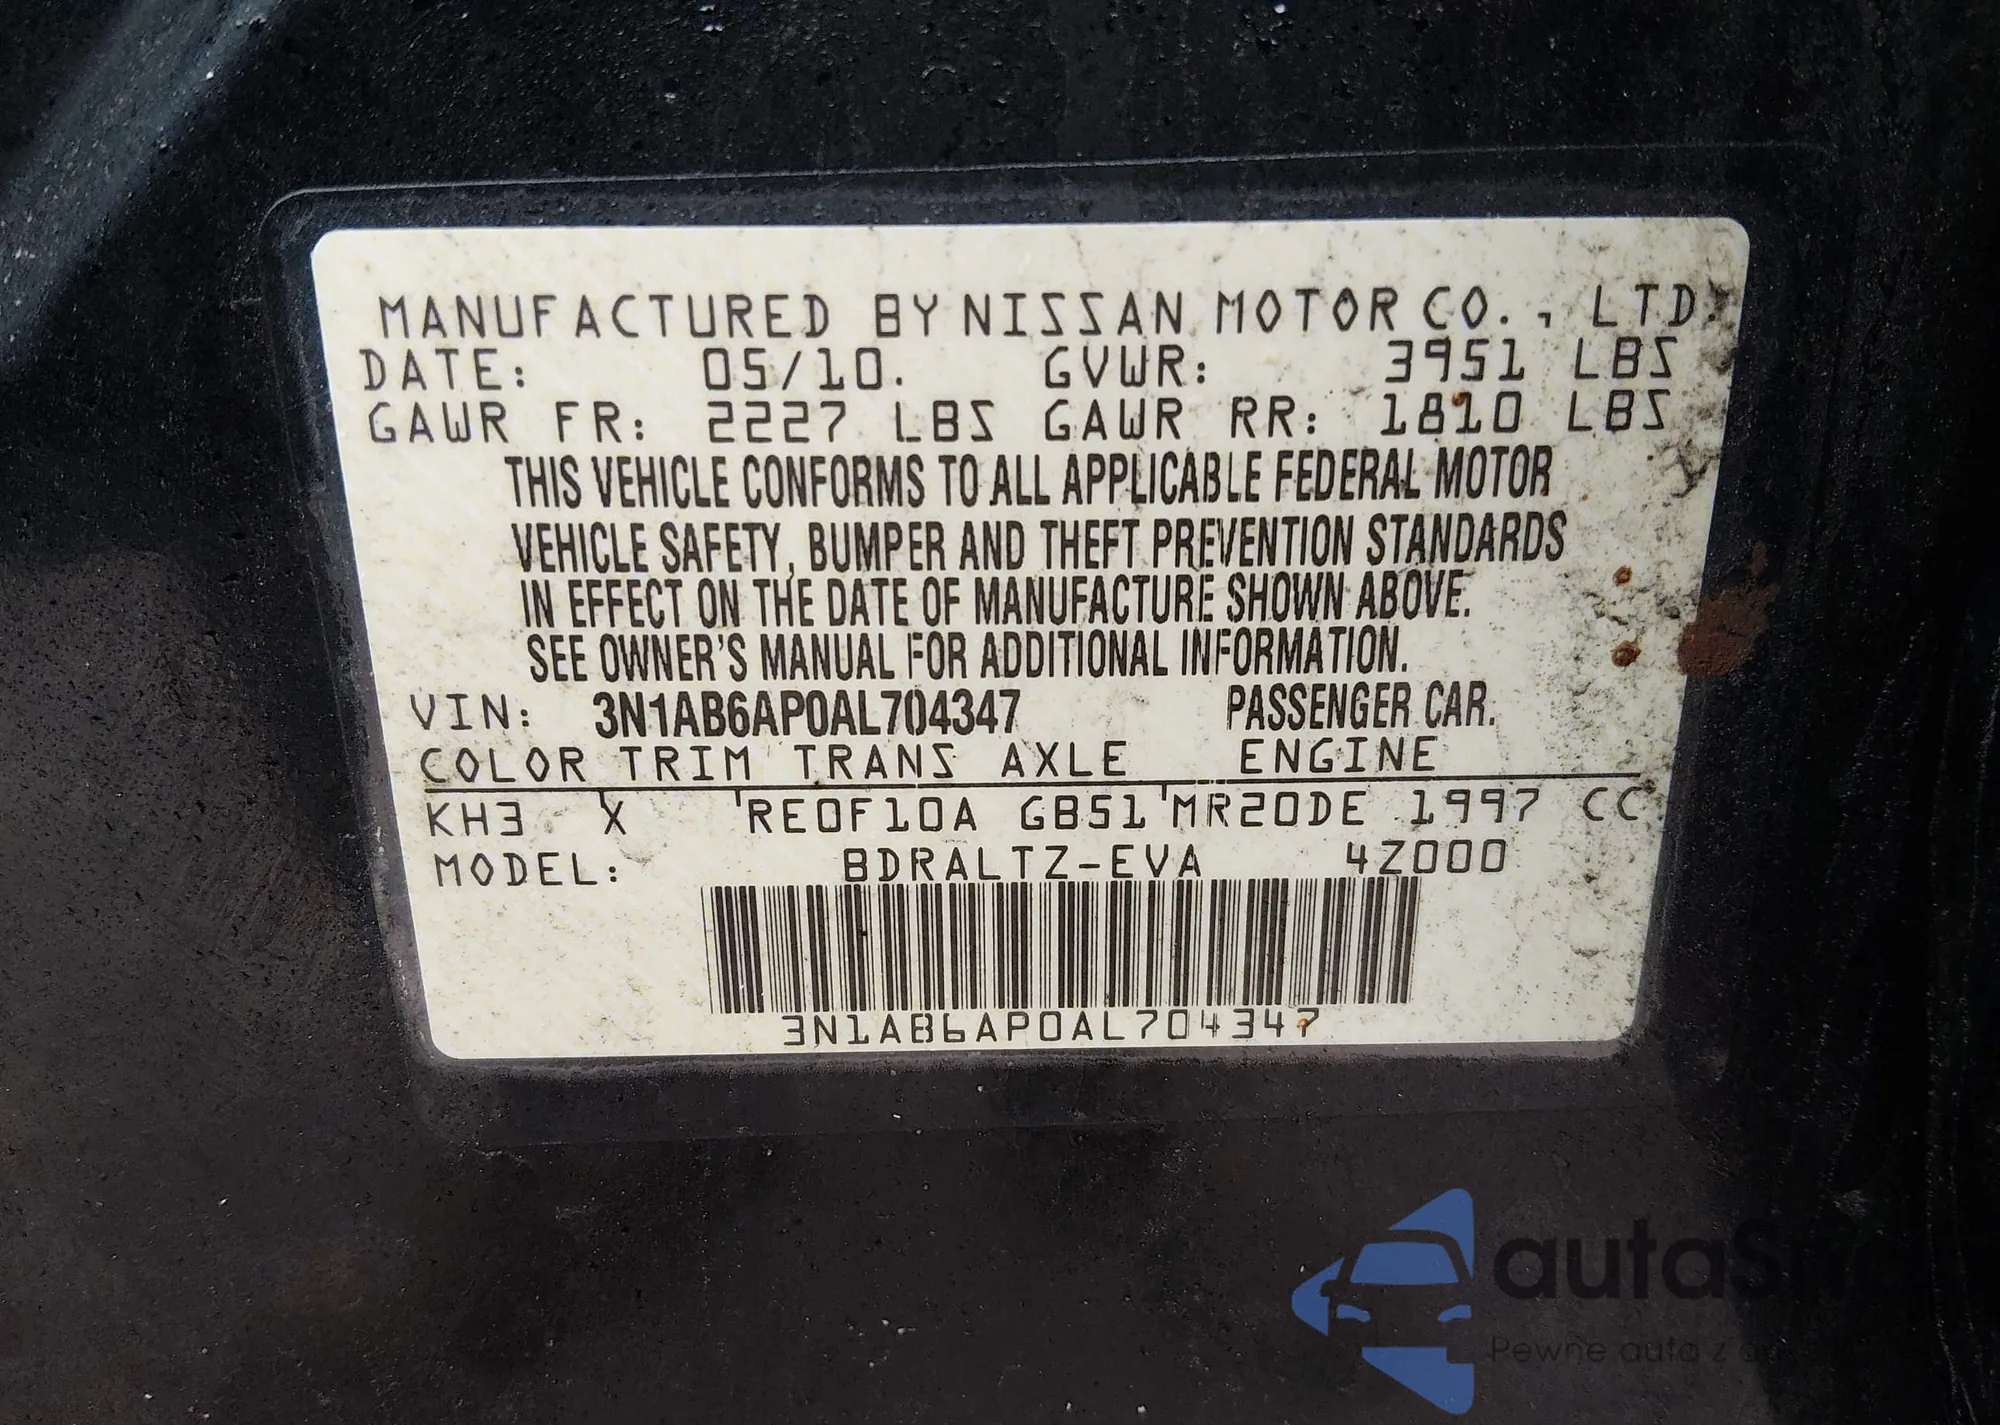 MANUFACTURED BY NISSAN MOTOR CO., LTD.
DATE: 05/10. GVWR: 3951 LBS
GAWR FR: 2227 LBS GAWR RR: 1810 LBS
THIS VEHICLE CONFORMS TO ALL APPLICABLE FEDERAL MOTOR
VEHICLE SAFETY, BUMPER AND THEFT PREVENTION STANDARDS
IN EFFECT ON THE DATE OF MANUFACTURE SHOWN ABOVE.
SEE OWNER'S MANUAL FOR ADDITIONAL INFORMATION.
VIN: 3N1AB6AP0AL704347 PASSENGER CAR.
COLOR TRIM TRANS AXLE ENGINE
KH3 X RE0F10A GB51 MR20DE 1997 CC
MODEL: BDRALTZ-EVA 4Z000
3N1AB6AP0AL704347
Pewne auto z